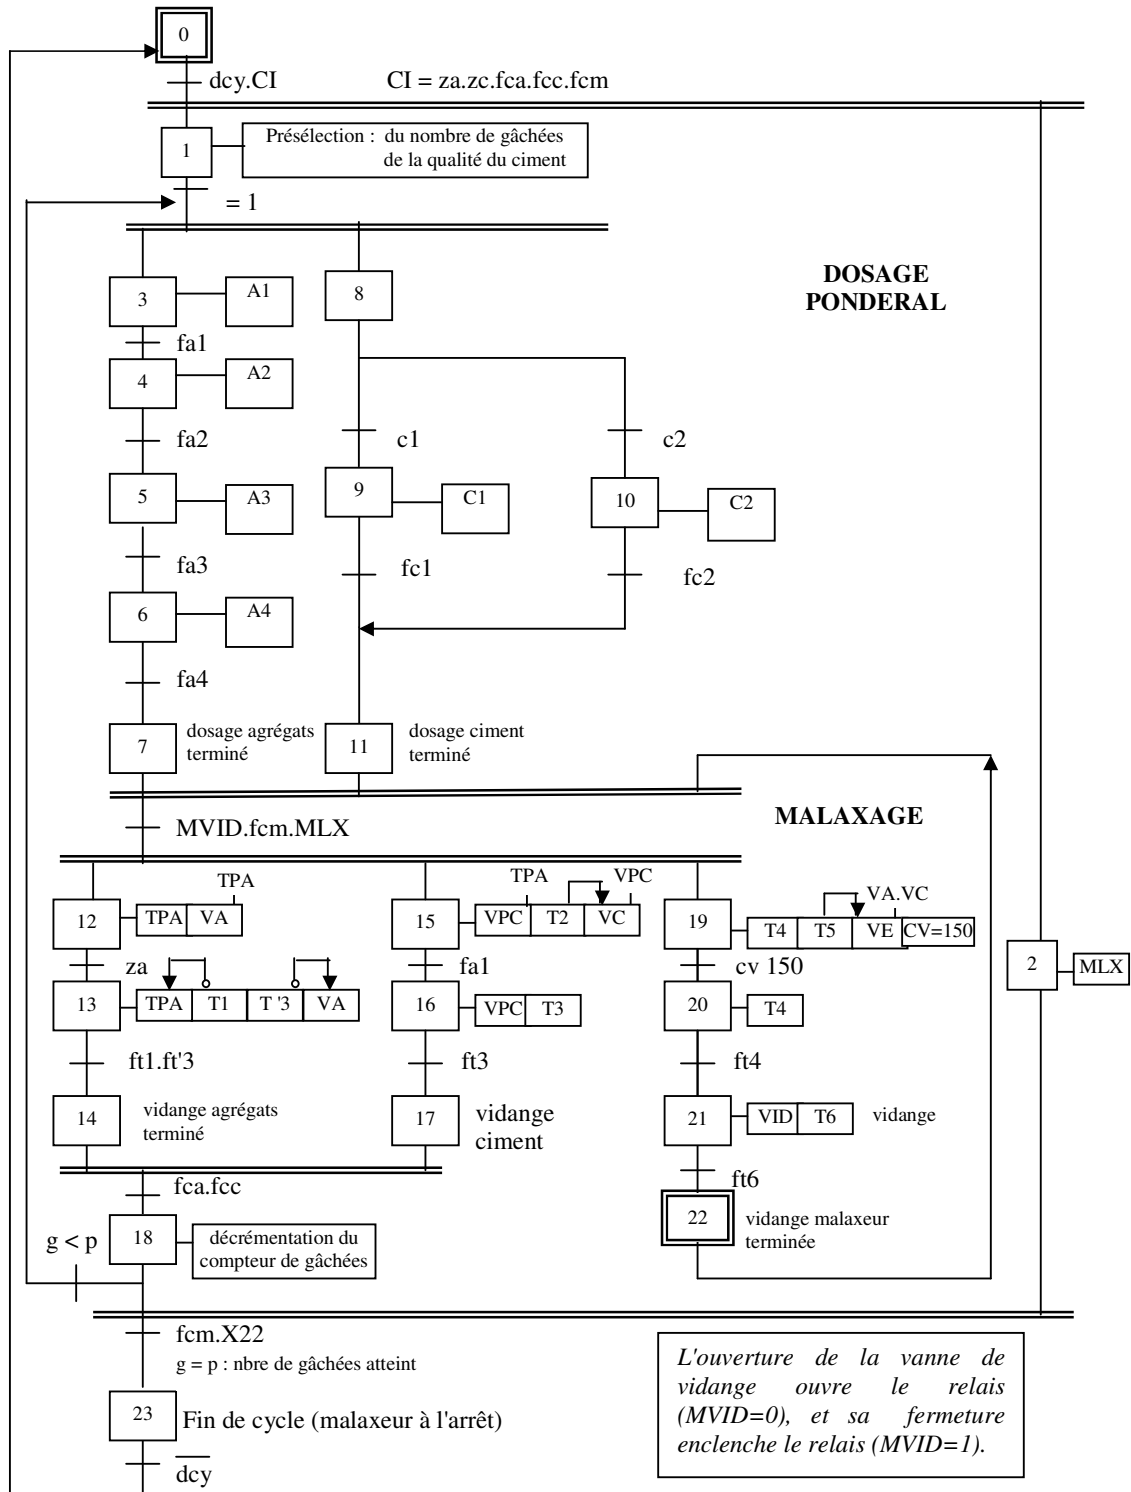 0
dcy.CI
CI = za.zc.fca.fcc.fcm
1
Présélection : du nombre de gâchées
de la qualité du ciment
= 1
DOSAGE
PONDERAL
3
A1
8
fa1
4
A2
fa2
c1
c2
5
A3
9
C1
10
C2
fa3
fc1
fc2
6
A4
fa4
7
dosage agrégats
terminé
11
dosage ciment
terminé
MALAXAGE
MVID.fcm.MLX
TPA
TPA
VPC
VA.VC
12
TPA
VA
15
VPC
T2
VC
19
T4
T5
VE
CV=150
2
MLX
za
fa1
cv 150
13
TPA
T1
T '3
VA
16
VPC
T3
20
T4
ft1.ft'3
ft3
ft4
14
vidange agrégats
terminé
17
vidange
ciment
21
VID
T6
vidange
fca.fcc
ft6
18
décrémentation du
compteur de gâchées
22
vidange malaxeur
terminée
g < p
fcm.X22
g = p : nbre de gâchées atteint
23
Fin de cycle (malaxeur à l'arrêt)
dcy
L'ouverture de la vanne de
vidange ouvre le relais
(MVID=0), et sa fermeture
enclenche le relais (MVID=1).